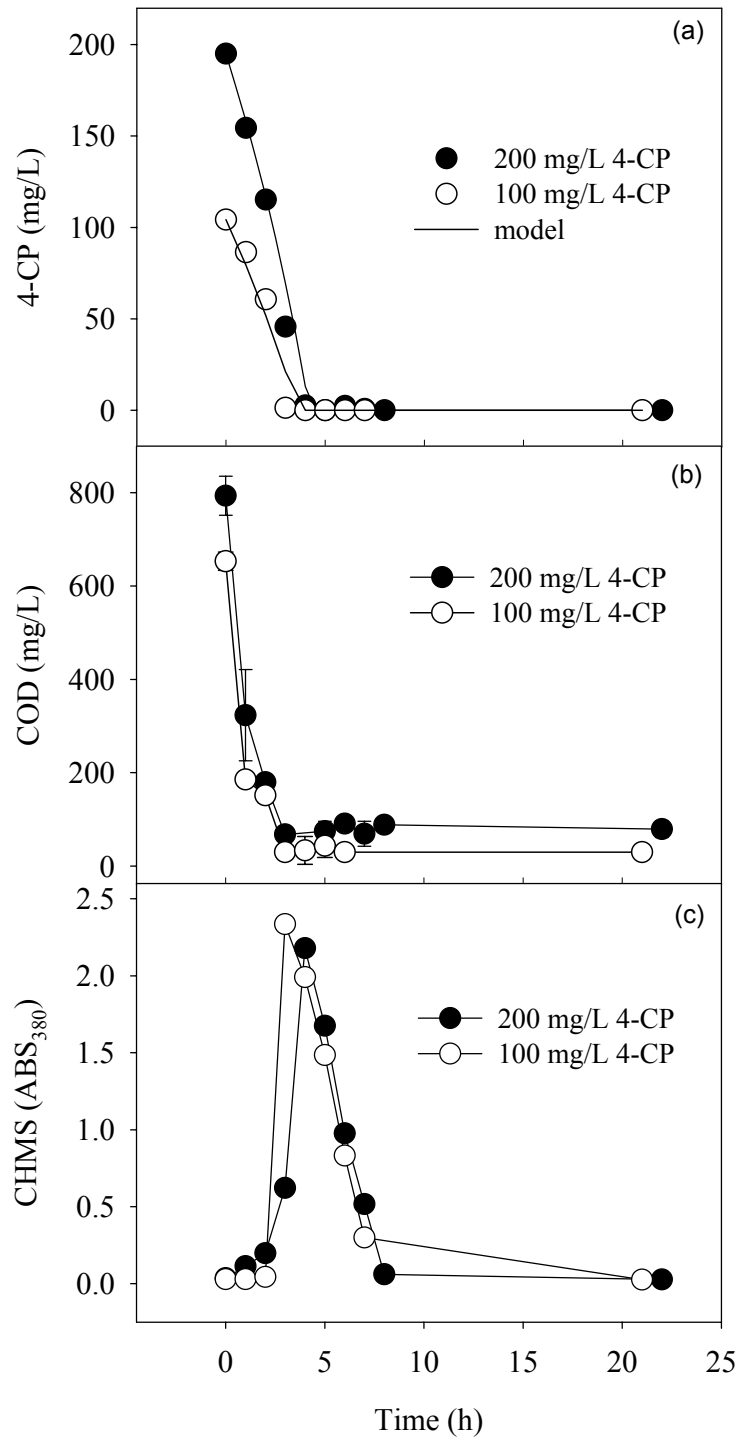 (a)
200
150
100
50
0
4-CP (mg/L)
200 mg/L 4-CP
100 mg/L 4-CP
model
(b)
800
600
400
200
0
COD (mg/L)
200 mg/L 4-CP
100 mg/L 4-CP
(c)
2.5
2.0
1.5
1.0
0.5
0.0
CHMS (ABS380)
200 mg/L 4-CP
100 mg/L 4-CP
0 5 10 15 20 25
Time (h)